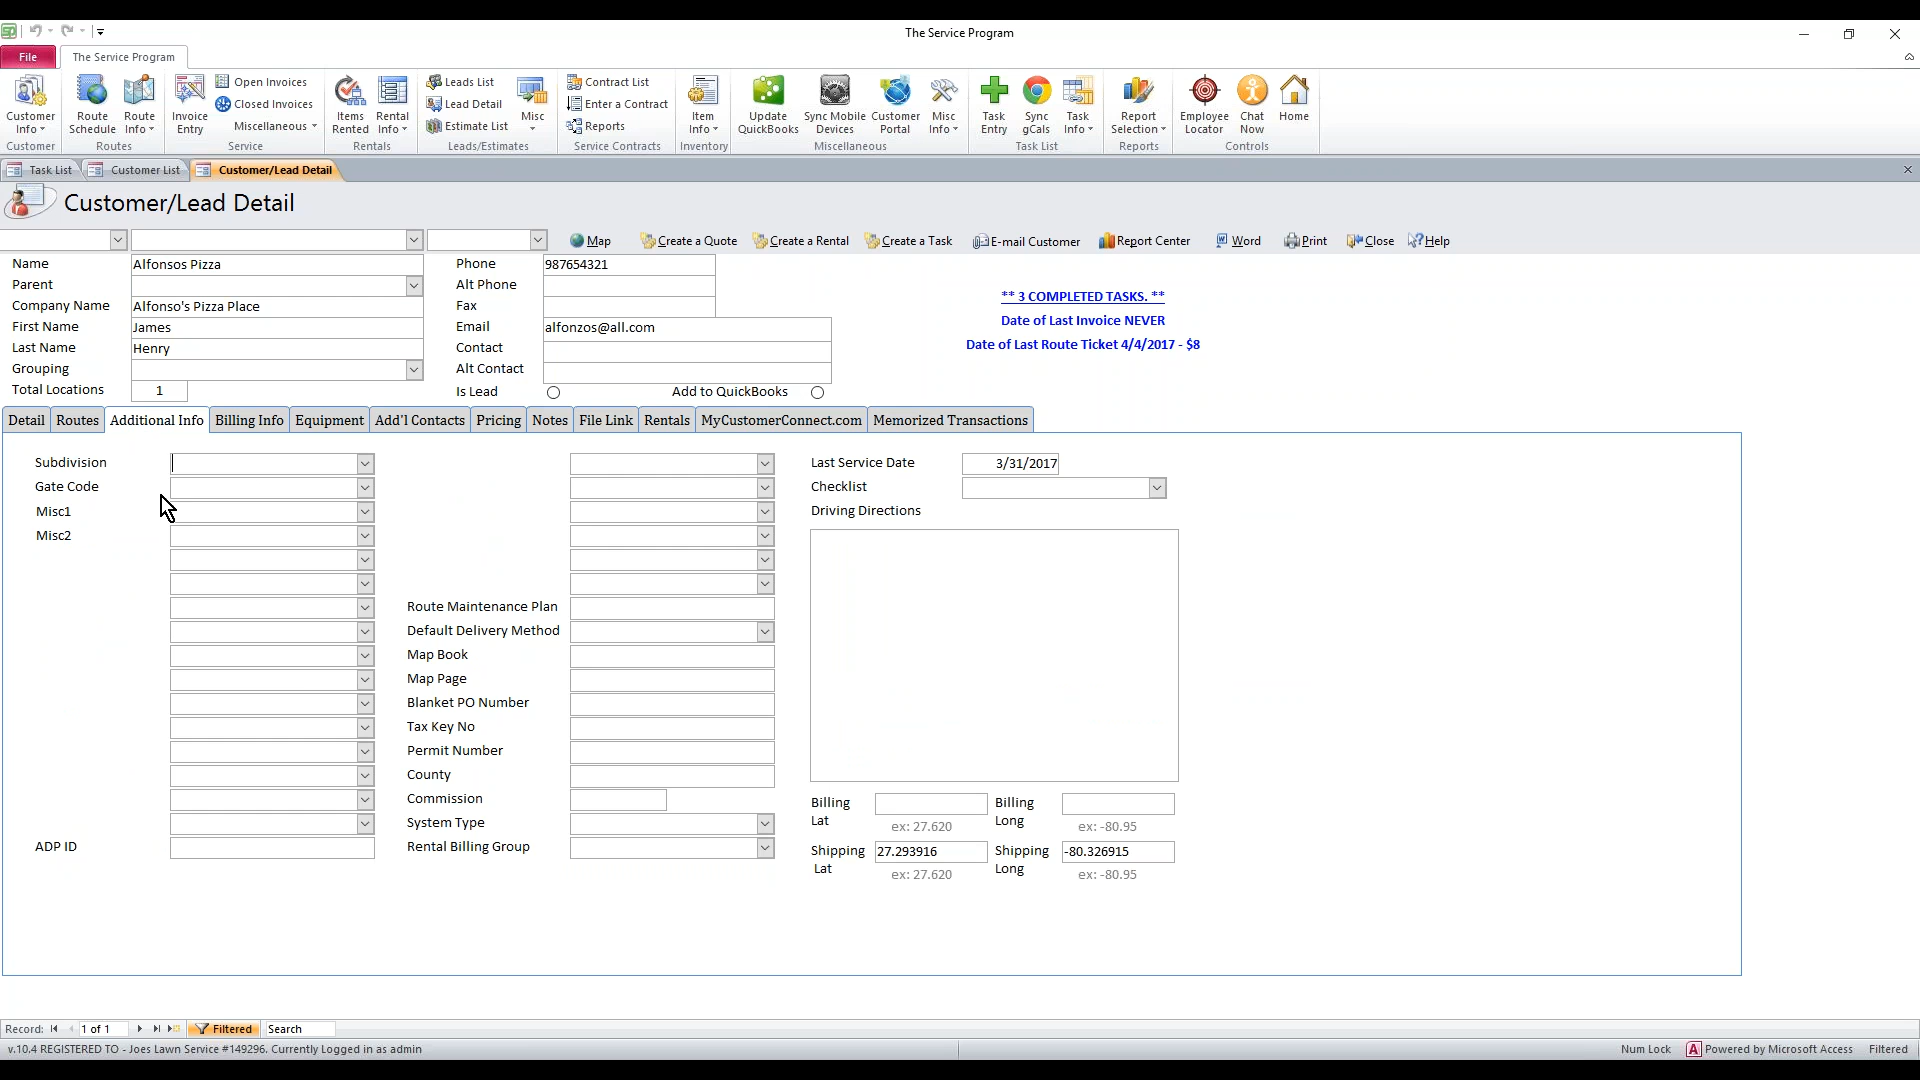 The Service Program
File The Service Program
Customer Info Route Schedule Route Info Invoice Entry Open Invoices Closed Invoices Miscellaneous Items Rented Rental Info Leads List Lead Detail Estimate List Misc Contract List Enter a Contract Reports Item Info Update QuickBooks Sync Mobile Devices Customer Portal Misc Info Task Entry Sync gCals Task Info Report Selection Employee Locator Chat Now Home
Customer Routes Service Rentals Leads/Estimates Service Contracts Inventory Miscellaneous Task List Reports Controls
Task List Customer List Customer/Lead Detail
Customer/Lead Detail
Map Create a Quote Create a Rental Create a Task E-mail Customer Report Center Word Print Close Help
Name Alfonsos Pizza Phone 987654321
Parent Alt Phone
Company Name Alfonso's Pizza Place Fax
First Name James Email alfonzos@all.com
Last Name Henry Contact
Grouping Alt Contact
Total Locations 1 Is Lead Add to QuickBooks
** 3 COMPLETED TASKS. **
Date of Last Invoice NEVER
Date of Last Route Ticket 4/4/2017 - $8
Detail Routes Additional Info Billing Info Equipment Add'l Contacts Pricing Notes File Link Rentals MyCustomerConnect.com Memorized Transactions
Subdivision Last Service Date 3/31/2017
Gate Code Checklist
Misc1 Driving Directions
Misc2
Route Maintenance Plan
Default Delivery Method
Map Book
Map Page
Blanket PO Number
Tax Key No
Permit Number
County
Commission
System Type
ADP ID Rental Billing Group
Billing Lat Billing Long
ex: 27.620 ex: -80.95
Shipping Lat 27.293916 Shipping Long -80.326915
ex: 27.620 ex: -80.95
Record: 1 of 1 Filtered Search
v.10.4 REGISTERED TO - Joes Lawn Service #149296. Currently Logged in as admin Num Lock Powered by Microsoft Access Filtered